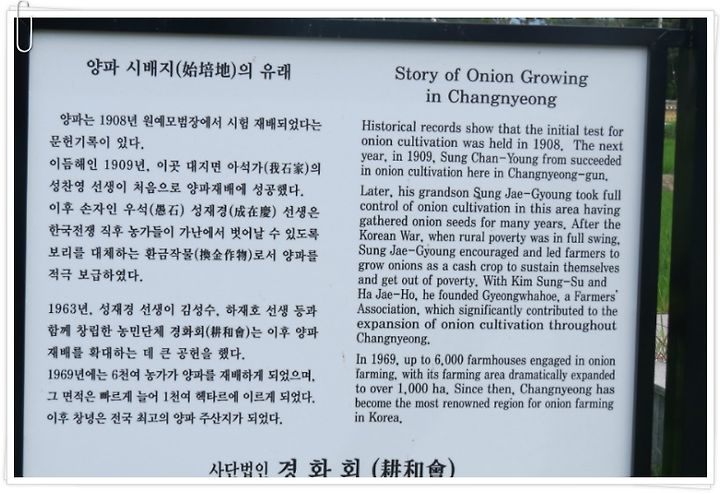 양파 시배지(始培地)의 유래
양파는 1908년 원예모범장에서 시험 재배되었다는
문헌기록이 있다.
이듬해인 1909년, 이곳 대지면 아석가(我石家)의
성찬영 선생이 처음으로 양파재배에 성공했다.
이후 손자인 우석(愚石) 성재경(成在慶) 선생은
한국전쟁 직후 농가들이 가난에서 벗어날 수 있도록
보리를 대체하는 환금작물(換金作物)로서 양파를
적극 보급하였다.
1963년, 성재경 선생이 김성수, 하재호 선생 등과
함께 창립한 농민단체 경화회(耕和會)는 이후 양파
재배를 확대하는 데 큰 공헌을 했다.
1969년에는 6천여 농가가 양파를 재배하게 되었으며,
그 면적은 빠르게 늘어 1천여 헥타르에 이르게 되었다.
이후 창녕은 전국 최고의 양파 주산지가 되었다.
Story of Onion Growing
in Changnyeong
Historical records show that the initial test for
onion cultivation was held in 1908. The next
year, in 1909, Sung Chan-Young from succeeded
in onion cultivation here in Changnyeong-gun.
Later, his grandson Sung Jae-Gyoung took full
control of onion cultivation in this area having
gathered onion seeds for many years. After the
Korean War, when rural poverty was in full swing,
Sung Jae-Gyoung encouraged and led farmers to
grow onions as a cash crop to sustain themselves
and get out of poverty. With Kim Sung-Su and
Ha Jae-Ho, he founded Gyeongwhahoe, a Farmers'
Association, which significantly contributed to the
expansion of onion cultivation throughout
Changnyeong.
In 1969, up to 6,000 farmhouses engaged in onion
farming, with its farming area dramatically expanded
to over 1,000 ha. Since then, Changnyeong has
become the most renowned region for onion farming
in Korea.
사단법인 경화회 (耕和會)